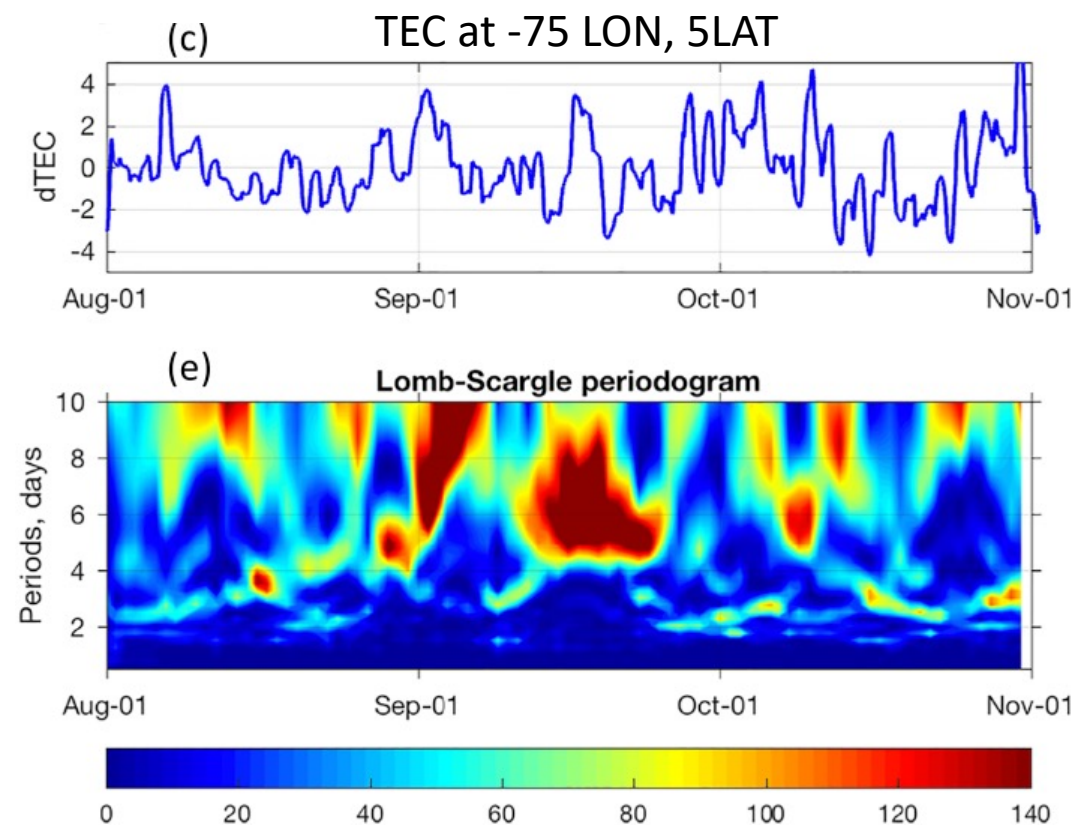 (c)
TEC at -75 LON, 5LAT
4
2
0
-2
-4
dTEC
Aug-01 Sep-01 Oct-01 Nov-01
(e)
Lomb-Scargle periodogram
10
8
6
4
2
Periods, days
Aug-01 Sep-01 Oct-01 Nov-01
0 20 40 60 80 100 120 140